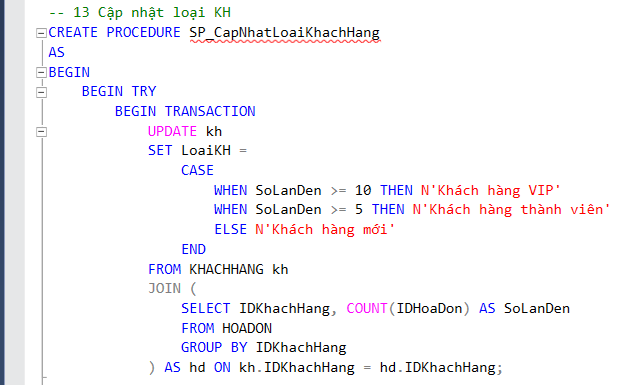 -- 13 Cập nhật loại KH
CREATE PROCEDURE SP_CapNhatLoaiKhachHang
AS
BEGIN
    BEGIN TRY
        BEGIN TRANSACTION
            UPDATE kh
            SET LoaiKH =
                CASE
                    WHEN SoLanDen >= 10 THEN N'Khách hàng VIP'
                    WHEN SoLanDen >= 5 THEN N'Khách hàng thành viên'
                    ELSE N'Khách hàng mới'
                END
            FROM KHACHHANG kh
            JOIN (
                SELECT IDKhachHang, COUNT(IDHoaDon) AS SoLanDen
                FROM HOADON
                GROUP BY IDKhachHang
            ) AS hd ON kh.IDKhachHang = hd.IDKhachHang;